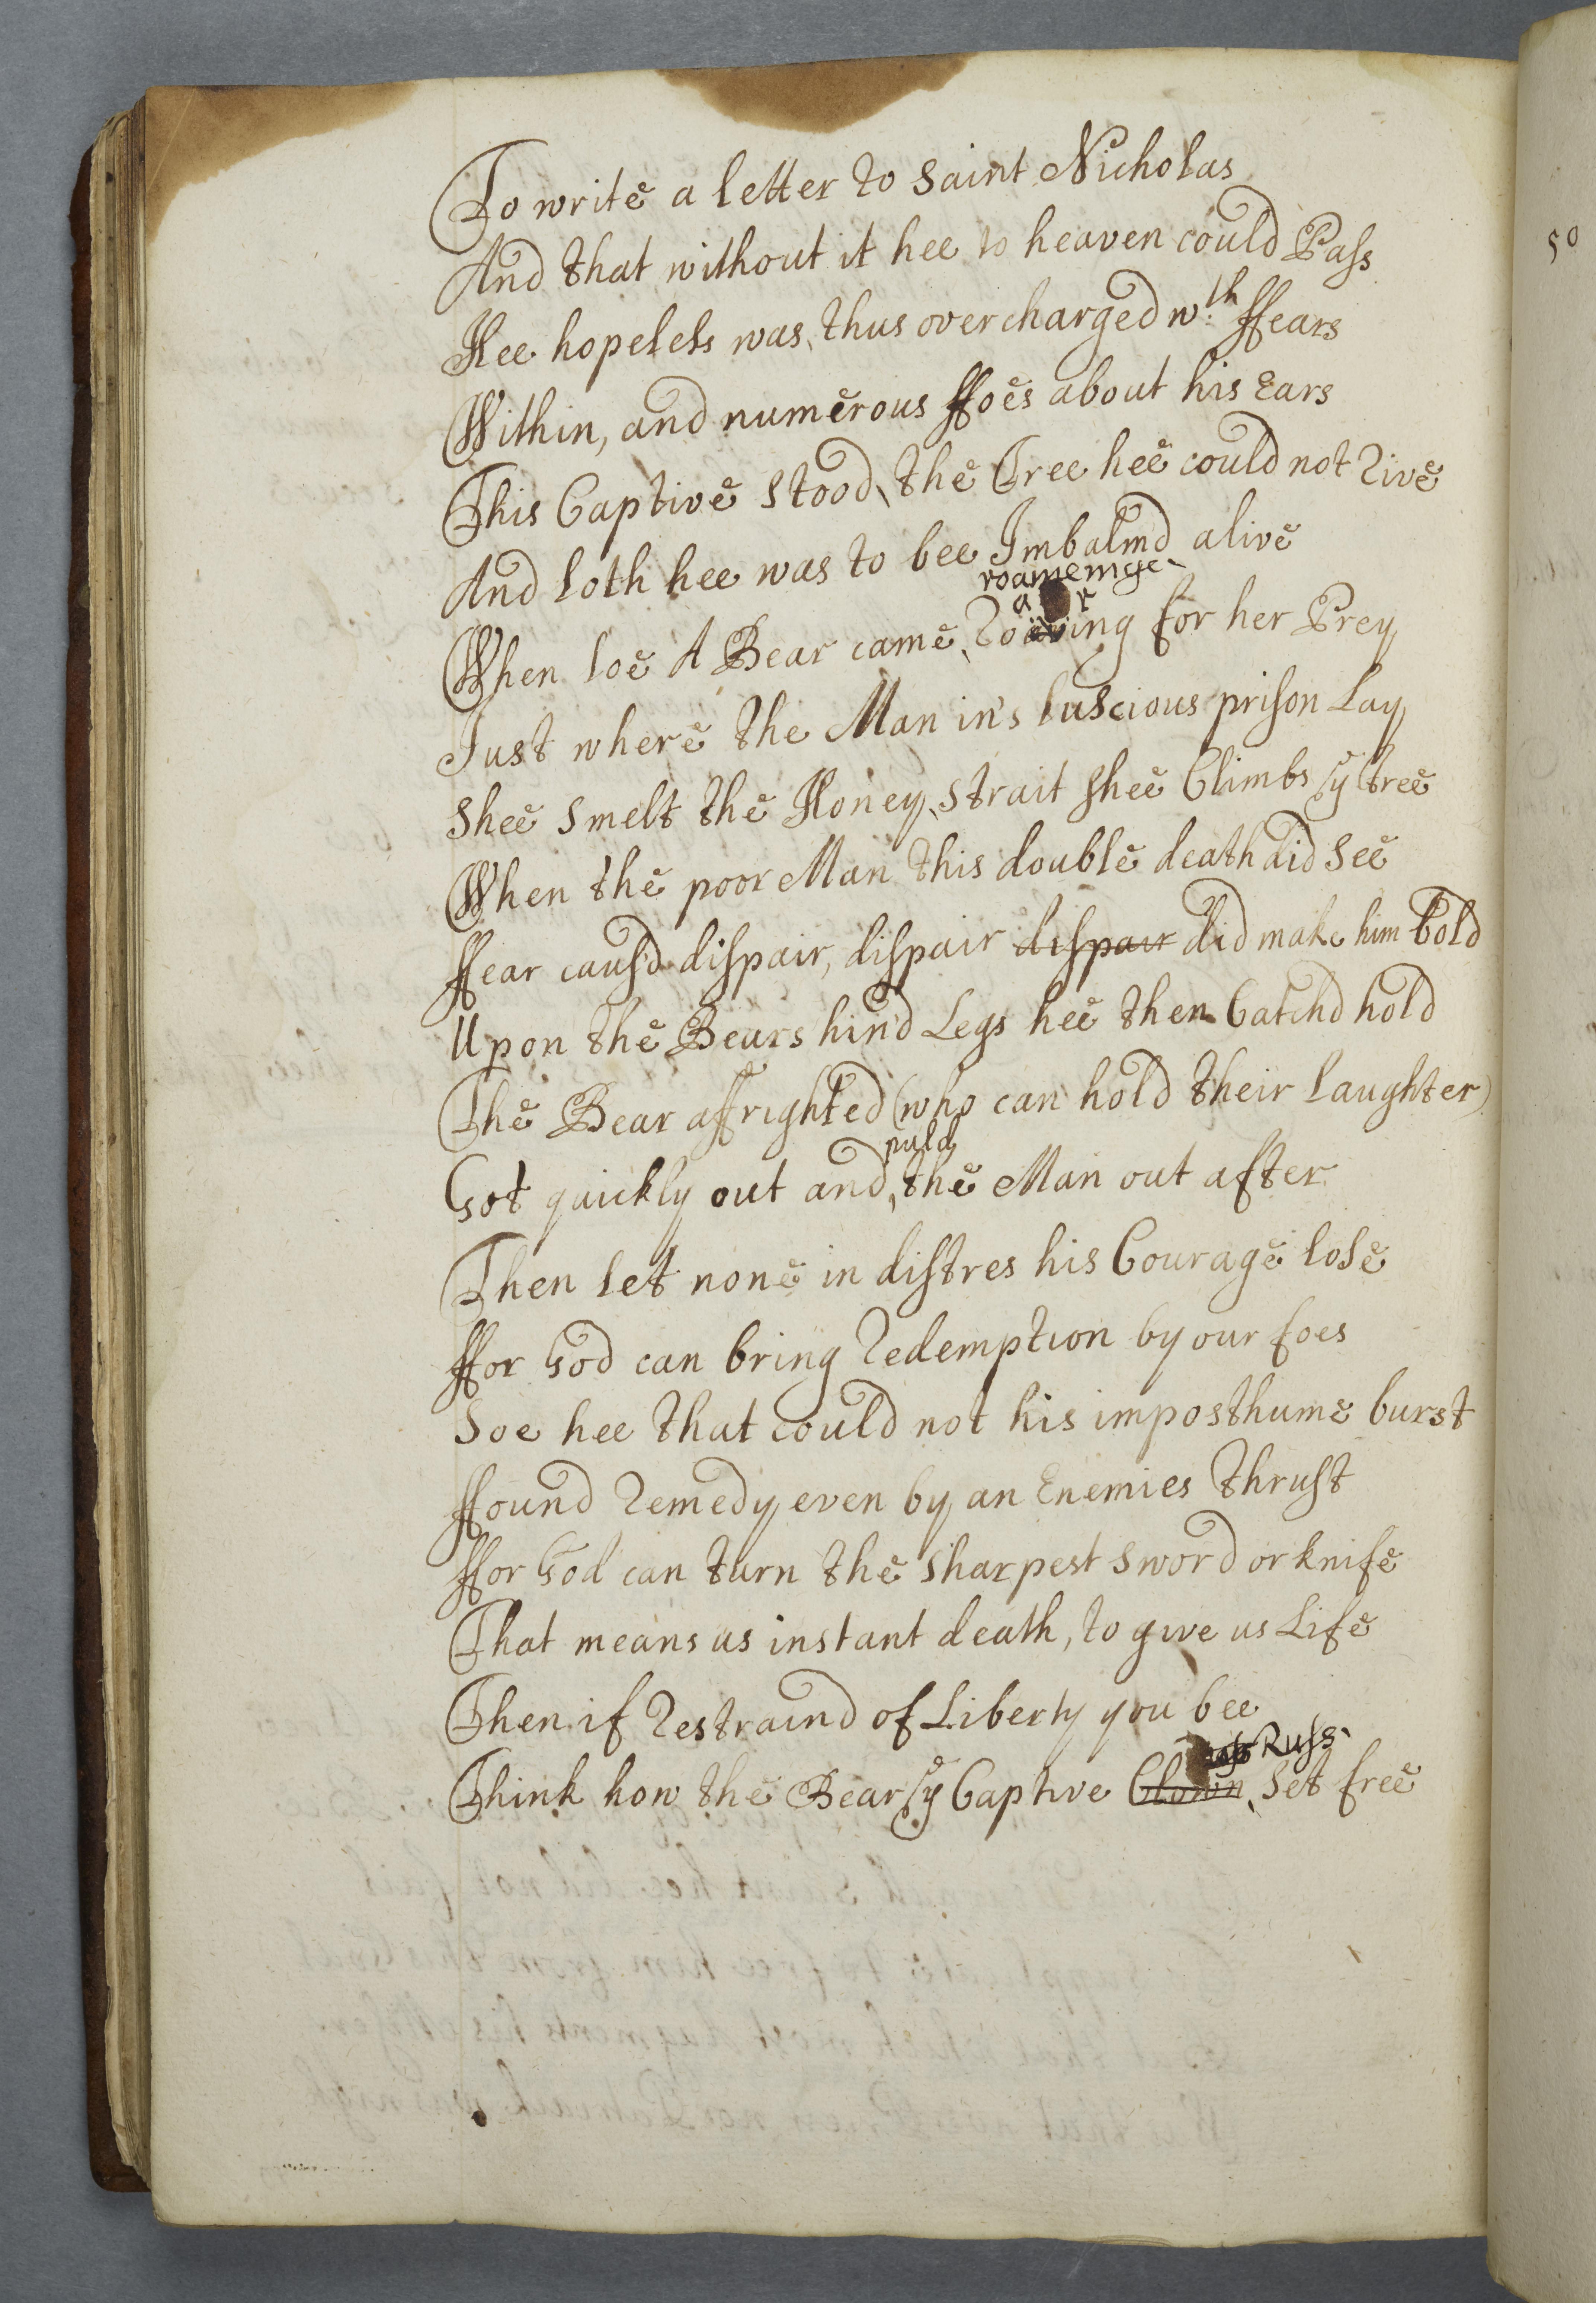 To write a letter to Saint Nicholas
And that without it hee to heaven could Pass
50
Hee hopeless was, thus overcharged wth ffears
Within, and numerous ffoes about his Ears
This Captive stood, the Tree hee could not Rive
And loth hee was to bee Imbalmd alive
roameinge
a r
When loe A Bear came, Roaring for her Prey
Just where the Man in's luscious prison Lay
Shee Smelt the Honey, Strait shee Climbs ye tree
When the poor Man this double death did See
ffear caus'd dispair, dispair dispair did make him bold
Upon the Bears hind Legs hee then Catchd hold
The Bear affrighted (who can hold their laughter)
puld
Got quickly out and, the Man out after
Then let none in distres his Courage lose
ffor God can bring Redemption by our foes
Soe hee that could not his imposthume burst
ffound Remedy even by an Enemies thrust
ffor God can turn the sharpest sword or knife
That means us instant death, to give us Life
Then if Restraind of Liberty you bee
Russ
Think how the Bear ye Captive Clown, set free